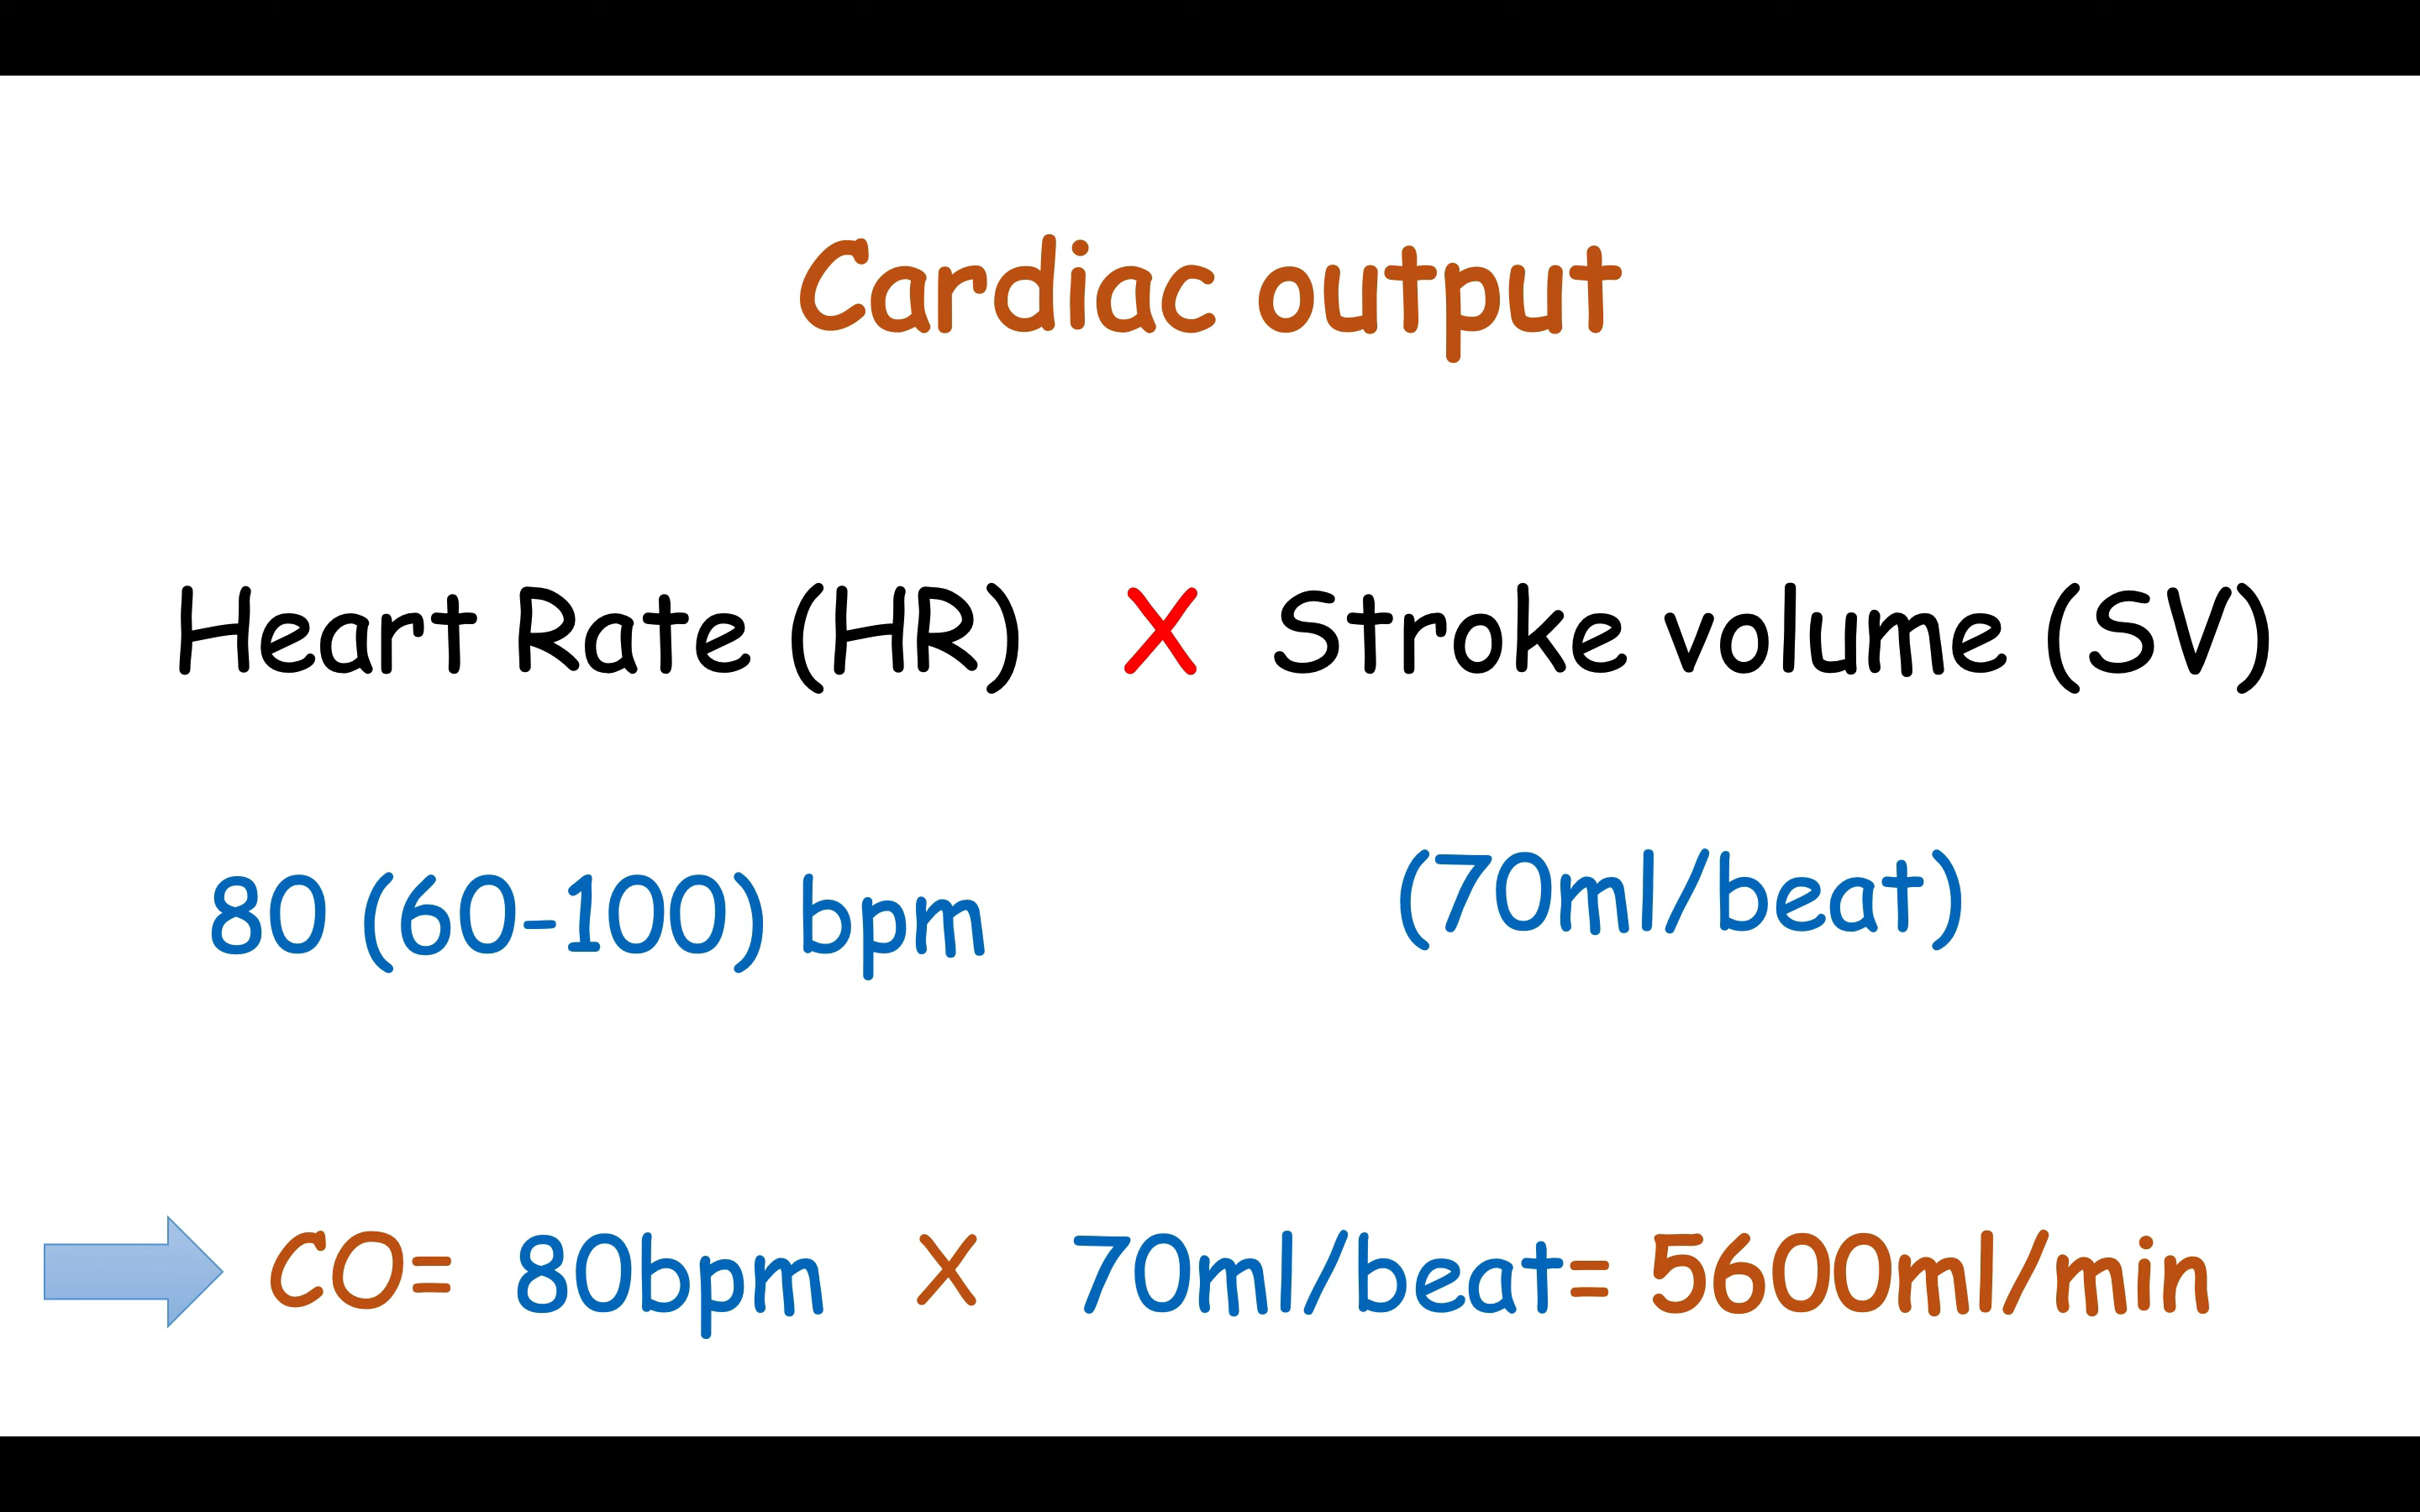 Cardiac output
Heart Rate (HR) X Stroke volume (SV)
80 (60-100) bpm (70ml/beat)
CO= 80bpm X 70ml/beat= 5600ml/min